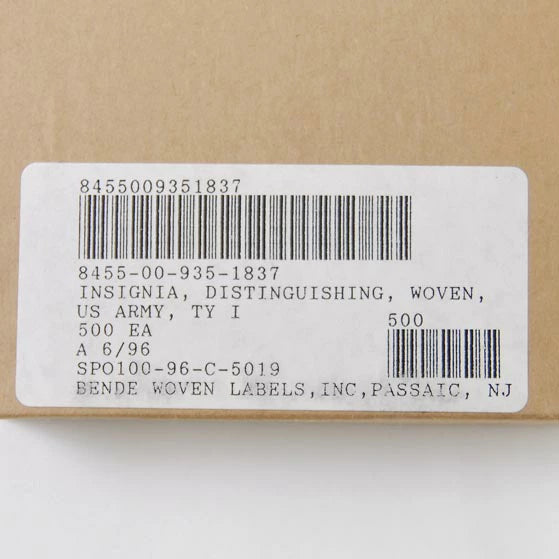 8455009351837
8455-00-935-1837
INSIGNIA, DISTINGUISHING, WOVEN,
US ARMY, TY I
500
500 EA
A 6/96
SPO100-96-C-5019
BENDE WOVEN LABELS,INC,PASSAIC, NJ